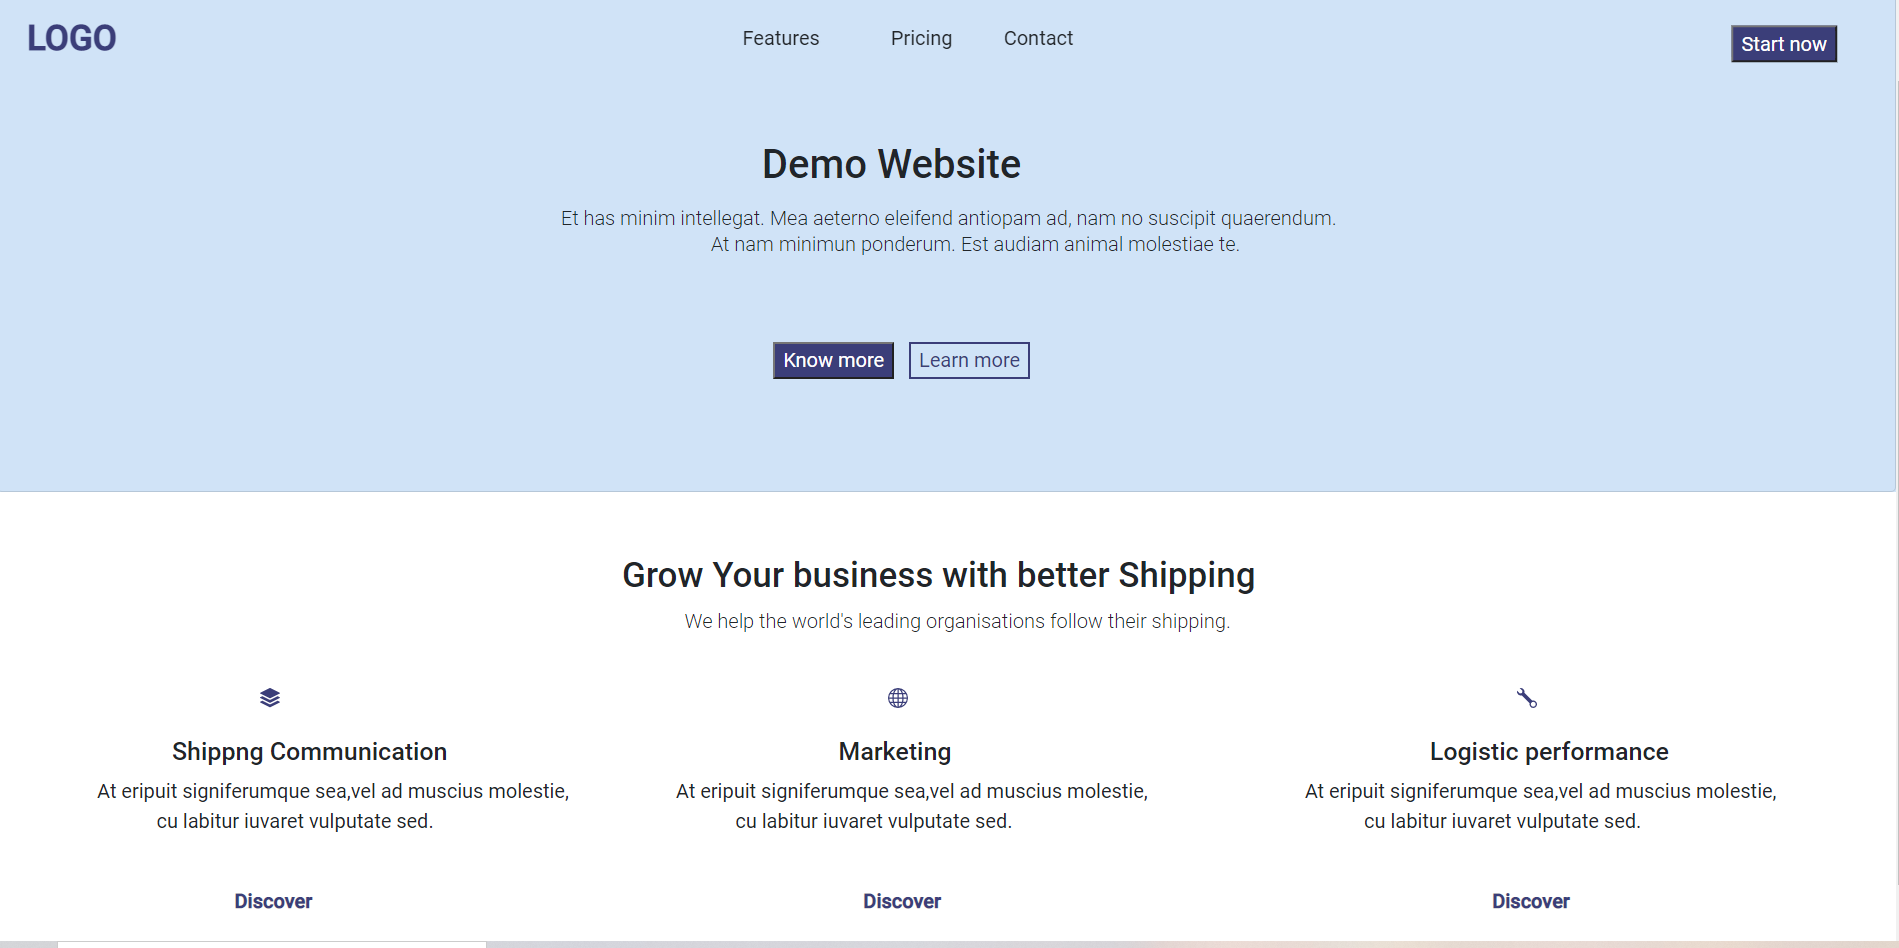 LOGO
Features Pricing Contact
Start now
Demo Website
Et has minim intellegat. Mea aeterno eleifend antiopam ad, nam no suscipit quaerendum.
At nam minimun ponderum. Est audiam animal molestiae te.
Know more
Learn more
Grow Your business with better Shipping
We help the world's leading organisations follow their shipping.
Shippng Communication
At eripuit signiferumque sea,vel ad muscius molestie,
cu labitur iuvaret vulputate sed.
Discover
Marketing
At eripuit signiferumque sea,vel ad muscius molestie,
cu labitur iuvaret vulputate sed.
Discover
Logistic performance
At eripuit signiferumque sea,vel ad muscius molestie,
cu labitur iuvaret vulputate sed.
Discover